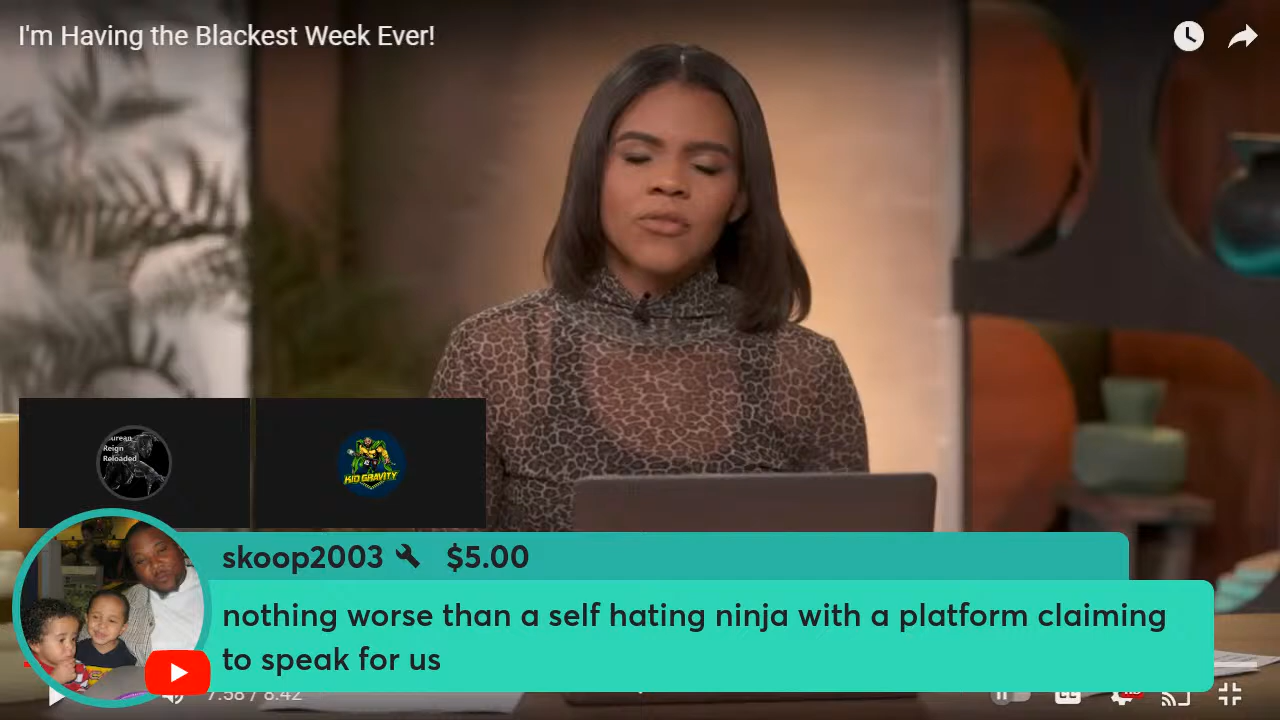 I'm Having the Blackest Week Ever!
Reign
Reloaded
KID GRAVITY
skoop2003 $5.00
nothing worse than a self hating ninja with a platform claiming
to speak for us
7:58 / 8:42
CC